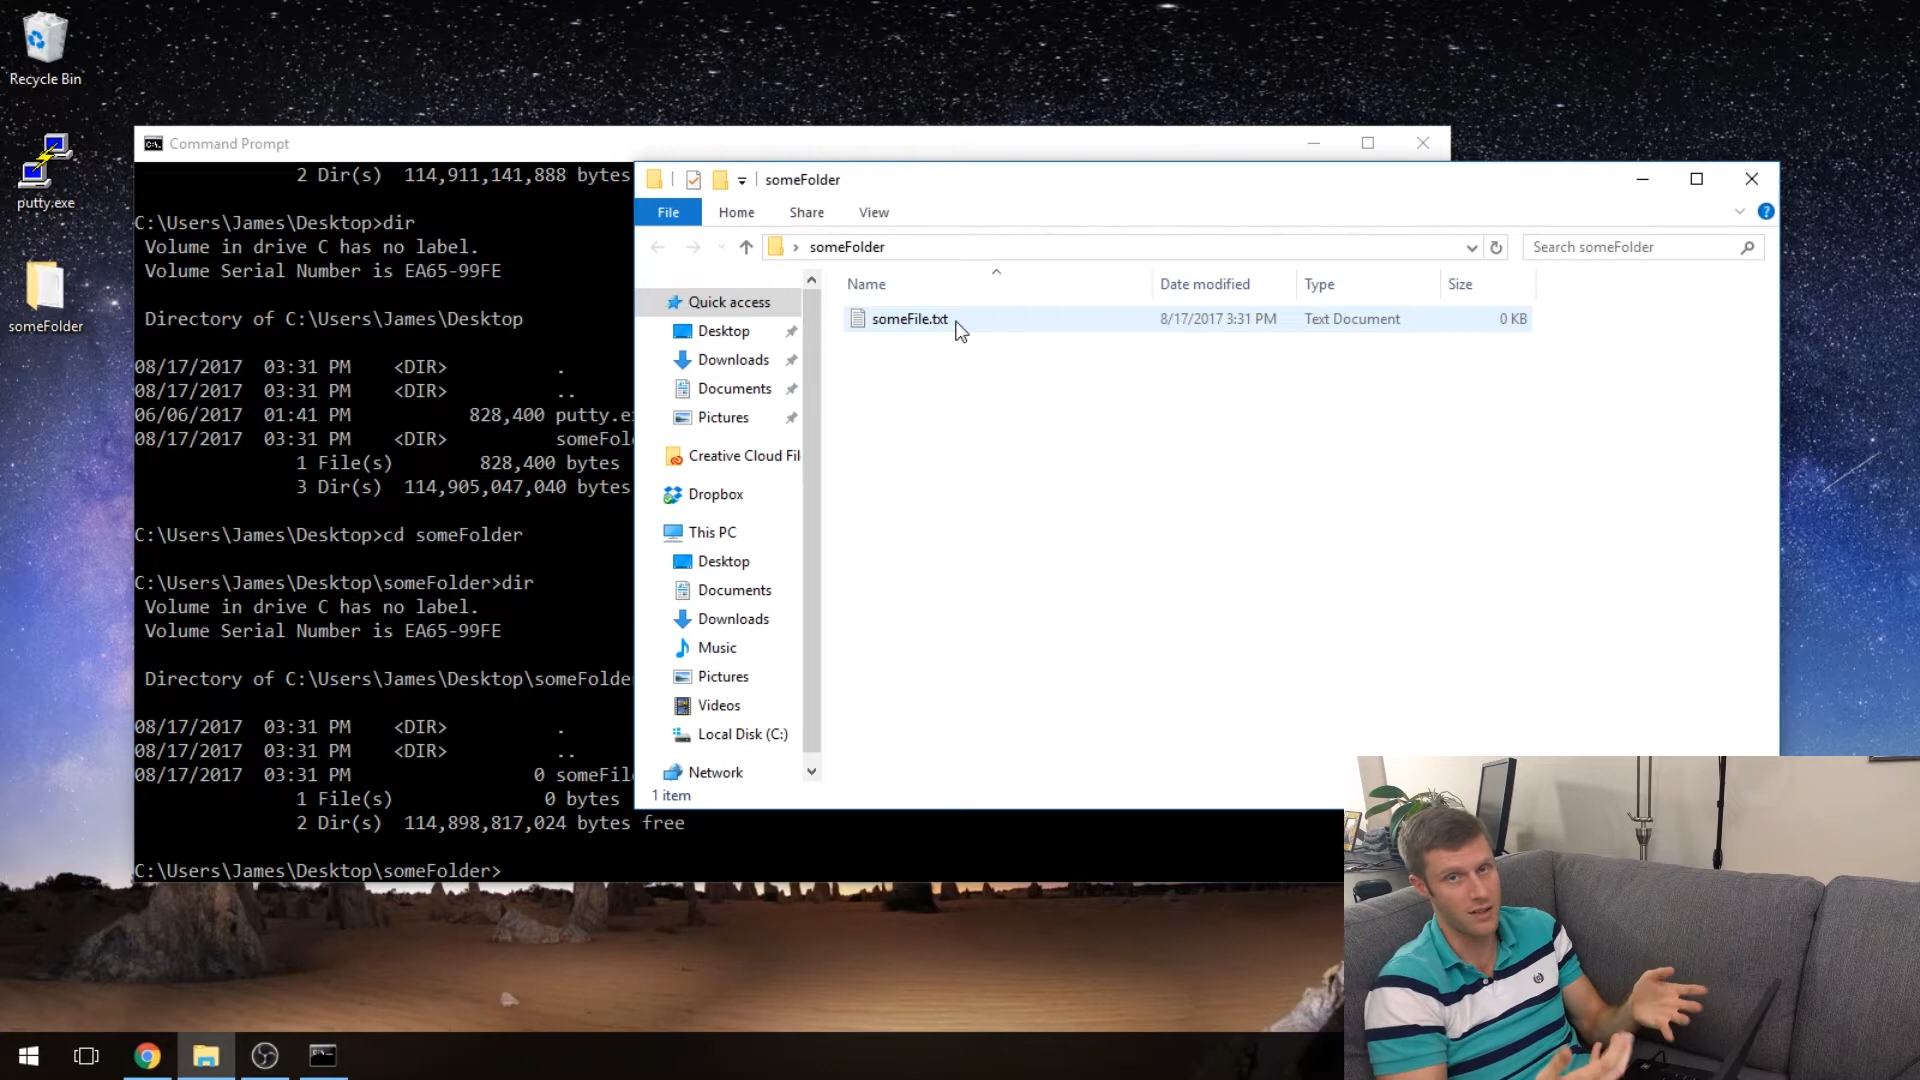 Recycle Bin
putty.exe
someFolder
Command Prompt
2 Dir(s)  114,911,141,888 bytes
C:\Users\James\Desktop>dir
Volume in drive C has no label.
Volume Serial Number is EA65-99FE
Directory of C:\Users\James\Desktop
08/17/2017  03:31 PM    <DIR>          .
08/17/2017  03:31 PM    <DIR>          ..
06/06/2017  01:41 PM           828,400 putty.e
08/17/2017  03:31 PM    <DIR>          someFol
1 File(s)        828,400 bytes
3 Dir(s)  114,905,047,040 bytes
C:\Users\James\Desktop>cd someFolder
C:\Users\James\Desktop\someFolder>dir
Volume in drive C has no label.
Volume Serial Number is EA65-99FE
Directory of C:\Users\James\Desktop\someFolde
08/17/2017  03:31 PM    <DIR>          .
08/17/2017  03:31 PM    <DIR>          ..
08/17/2017  03:31 PM                 0 someFil
1 File(s)              0 bytes
2 Dir(s)  114,898,817,024 bytes free
C:\Users\James\Desktop\someFolder>
someFolder
File Home Share View
someFolder
Search someFolder
Name Date modified Type Size
someFile.txt 8/17/2017 3:31 PM Text Document 0 KB
Quick access
Desktop
Downloads
Documents
Pictures
Creative Cloud Fil
Dropbox
This PC
Desktop
Documents
Downloads
Music
Pictures
Videos
Local Disk (C:)
Network
1 item